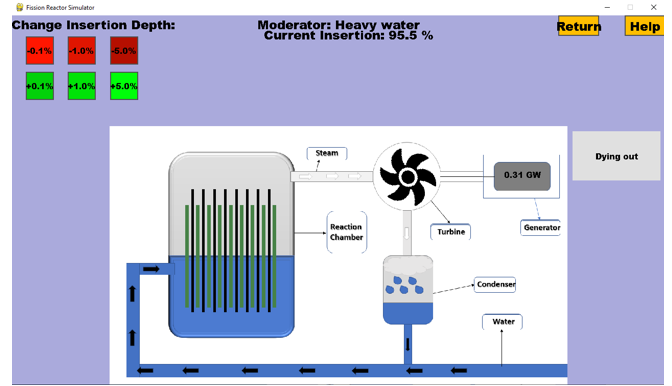 Fission Reactor Simulator
Change Insertion Depth:
Moderator: Heavy water
Current Insertion: 95.5 %
Return
Help
-0.1%
-1.0%
-5.0%
+0.1%
+1.0%
+5.0%
Steam
0.31 GW
Dying out
Reaction
Chamber
Turbine
Generator
Condenser
Water